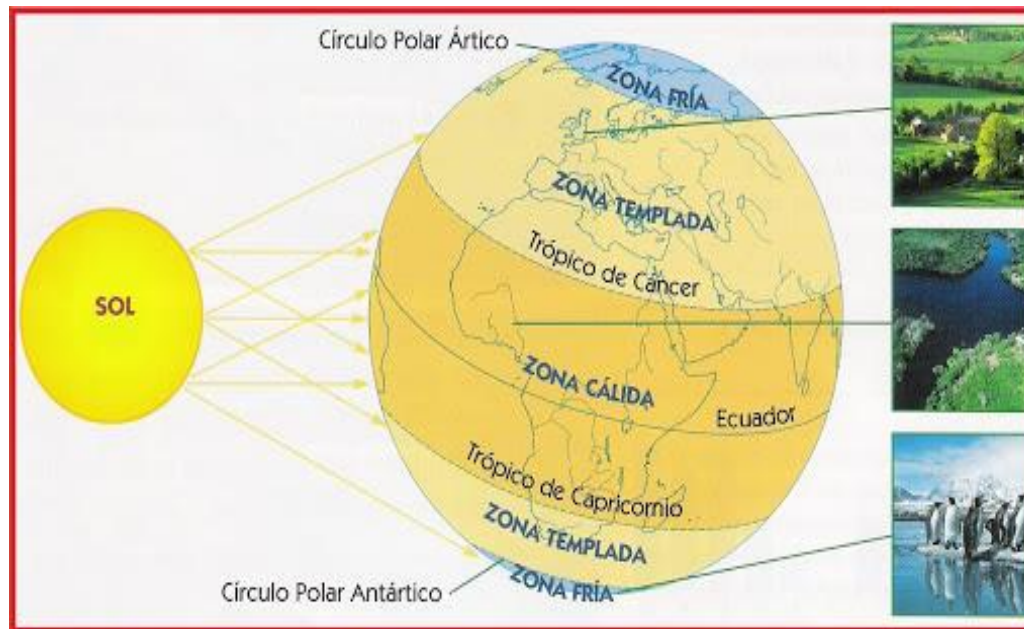 Círculo Polar Ártico
ZONA FRÍA
ZONA TEMPLADA
Trópico de Cáncer
SOL
ZONA CÁLIDA
Ecuador
Trópico de Capricornio
ZONA TEMPLADA
ZONA FRÍA
Círculo Polar Antártico